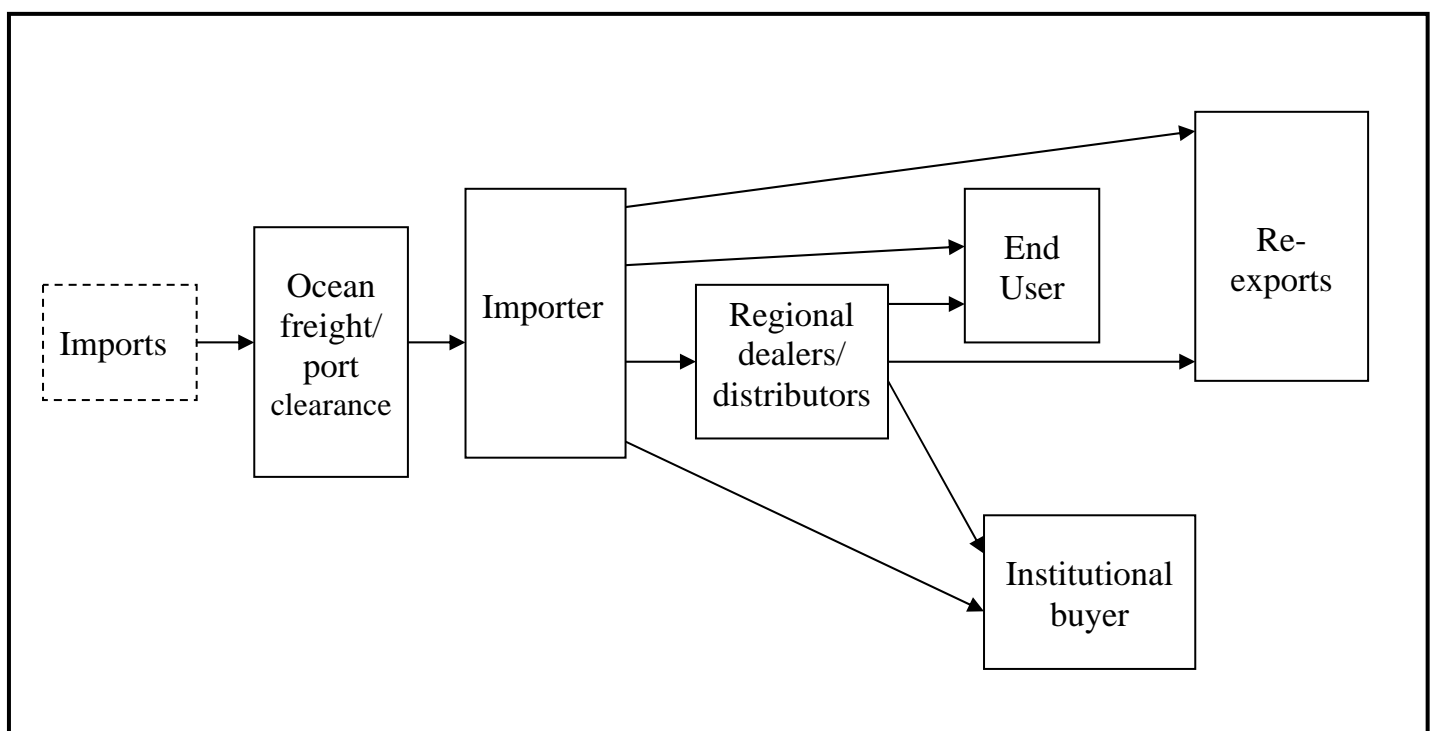 Imports
Ocean
freight/
port
clearance
Importer
Regional
dealers/
distributors
End
User
Re-
exports
Institutional
buyer